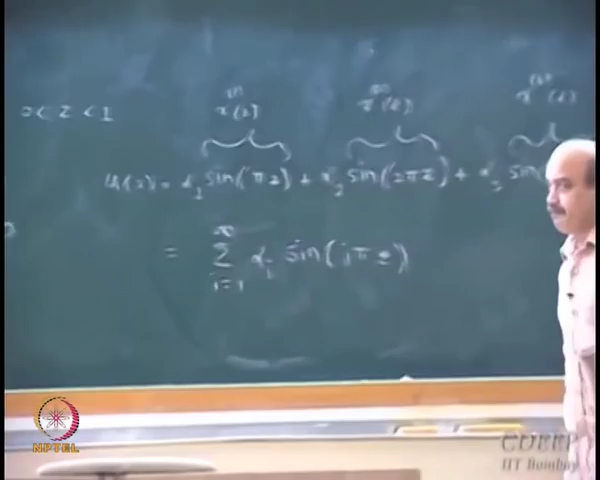 0 < z < 1
x⁽¹⁾(z) x⁽²⁾(z) x⁽³⁾(z)
u(z) = α₁ sin(πz) + α₂ sin(2πz) + α₃ sin
= ∑_{i=1}^{∞} αᵢ sin(iπz)
NPTEL
CDEEP
IIT Bombay